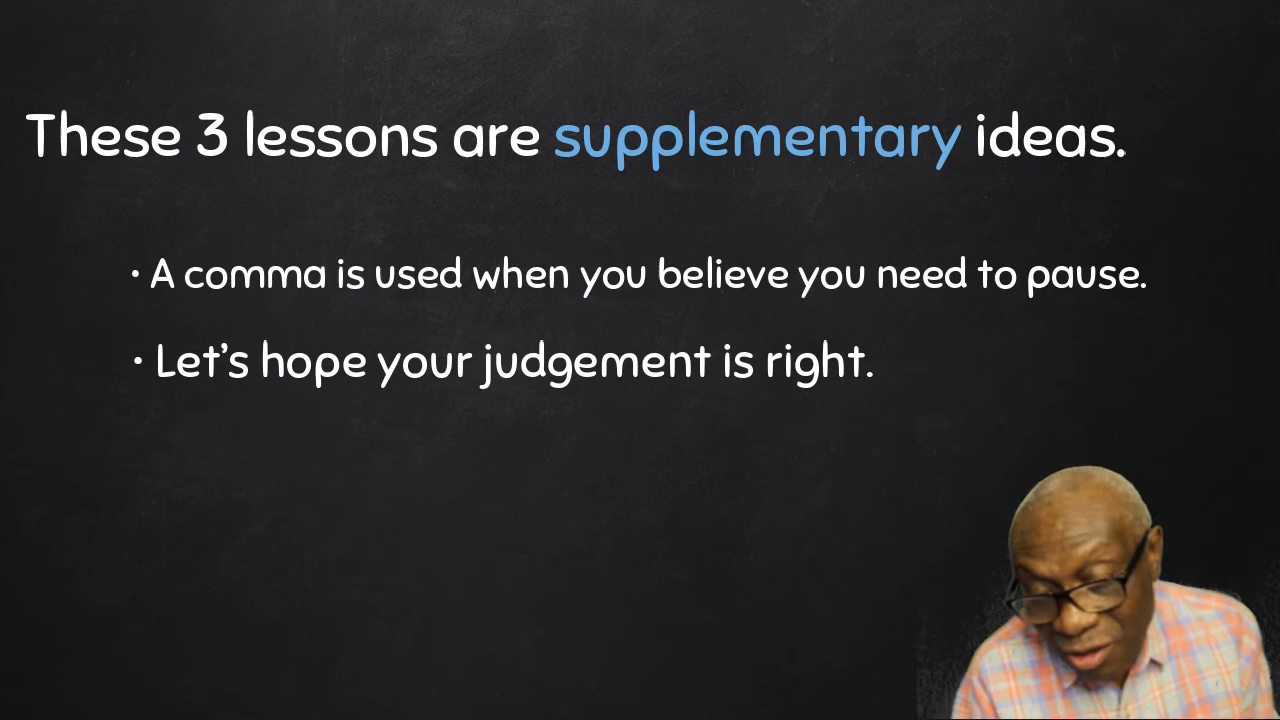 These 3 lessons are supplementary ideas.
• A comma is used when you believe you need to pause.
• Let's hope your judgement is right.